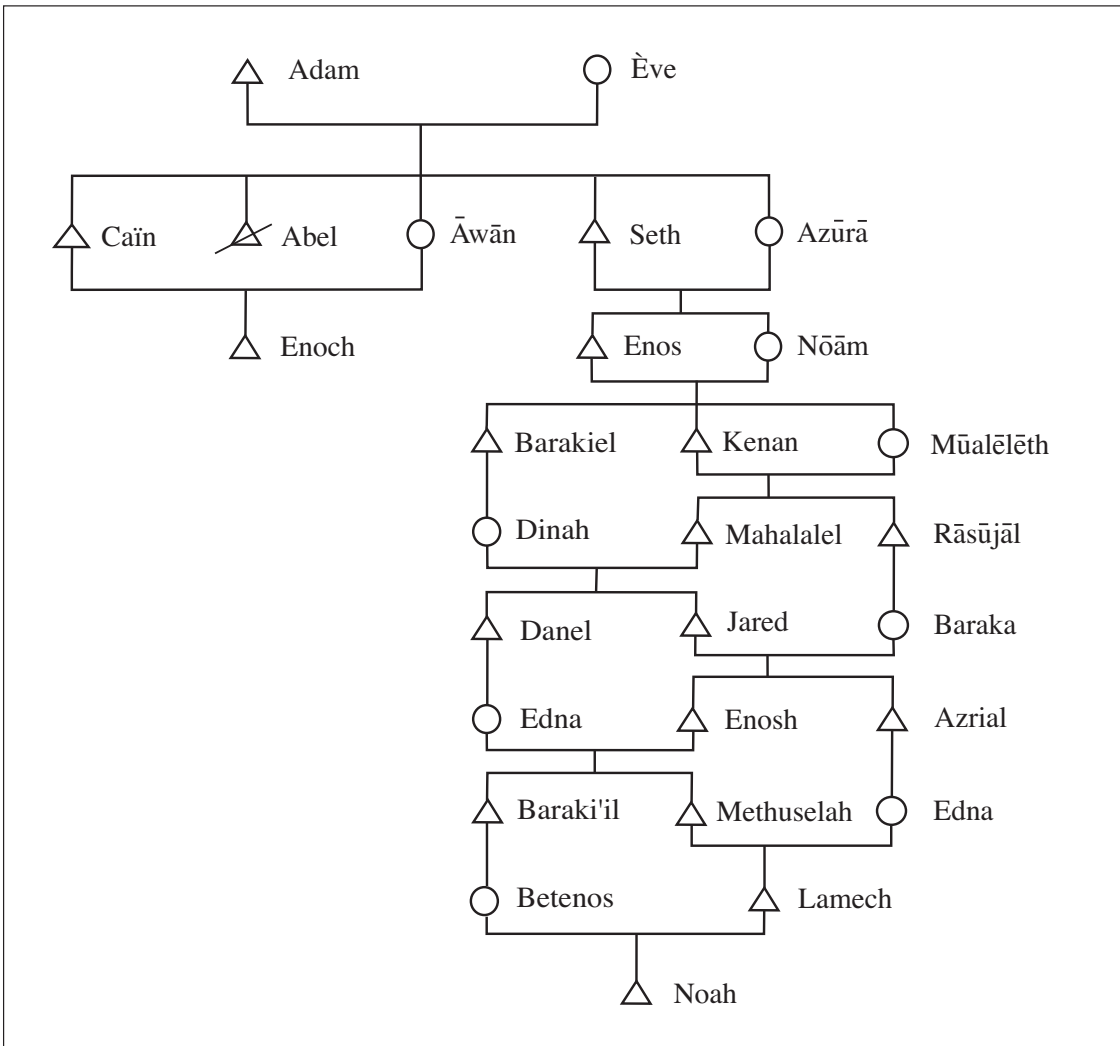 Adam Ève
Caïn Abel Āwān Seth Azūrā
Enoch Enos Nōām
Barakiel Kenan Mūalēlēth
Dinah Mahalalel Rāsūjāl
Danel Jared Baraka
Edna Enosh Azrial
Baraki'il Methuselah Edna
Betenos Lamech
Noah